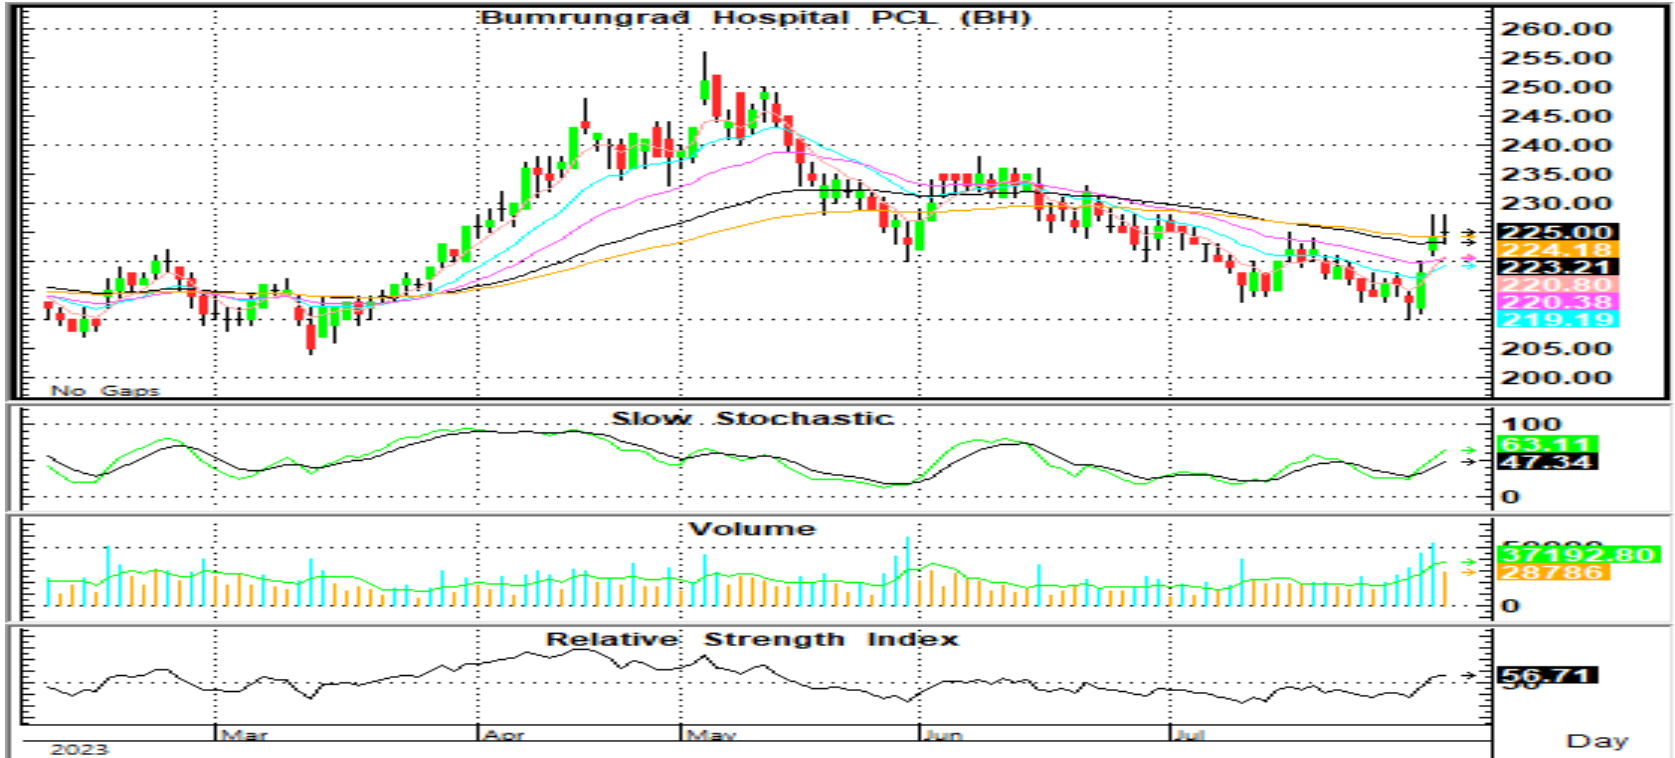 Bumrungrad Hospital PCL (BH)
260.00
255.00
250.00
245.00
240.00
235.00
230.00
225.00
224.18
223.21
220.80
220.38
219.19
205.00
200.00
No Gaps
Slow Stochastic
100
63.11
47.34
0
Volume
37192.80
28786
0
Relative Strength Index
56.71
Mar
Apr
May
Jun
Jul
2023
Day